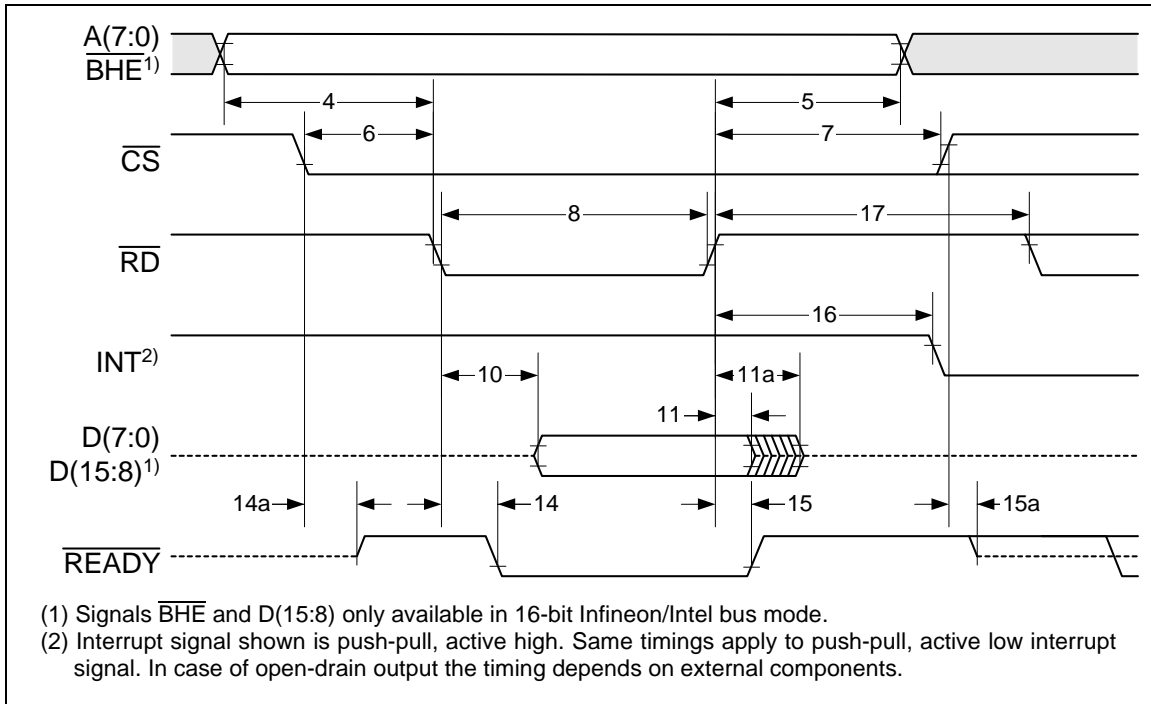 A(7:0)
BHE1)
4
5
6
7
CS
8
17
RD
16
INT2)
10
11a
11
D(7:0)
D(15:8)1)
14a
14
15
15a
READY
(1) Signals BHE and D(15:8) only available in 16-bit Infineon/Intel bus mode.
(2) Interrupt signal shown is push-pull, active high. Same timings apply to push-pull, active low interrupt
signal. In case of open-drain output the timing depends on external components.